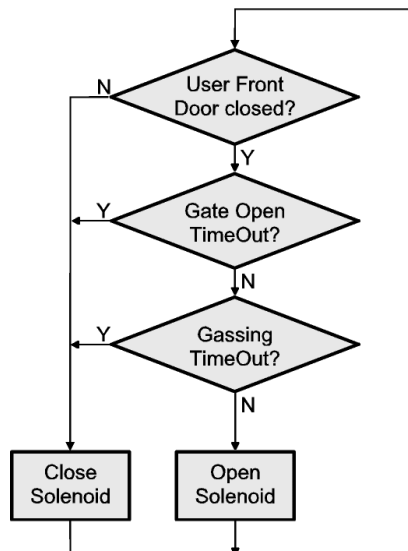 User Front
N
Door closed?
Y
Y
Gate Open
TimeOut?
N
Y
Gassing
TimeOut?
N
Close
Solenoid
Open
Solenoid